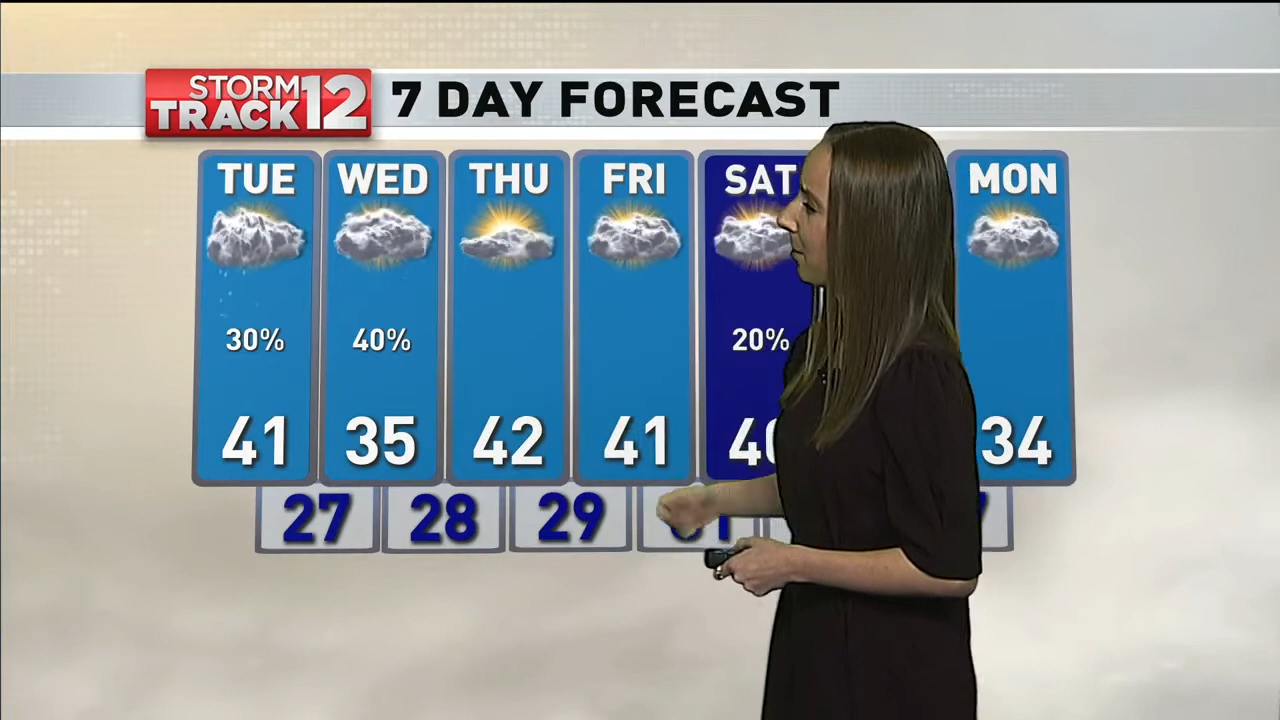 STORM
TRACK 12
7 DAY FORECAST
TUE WED THU FRI SAT MON
30% 40% 20%
41 35 42 41 34
27 28 29